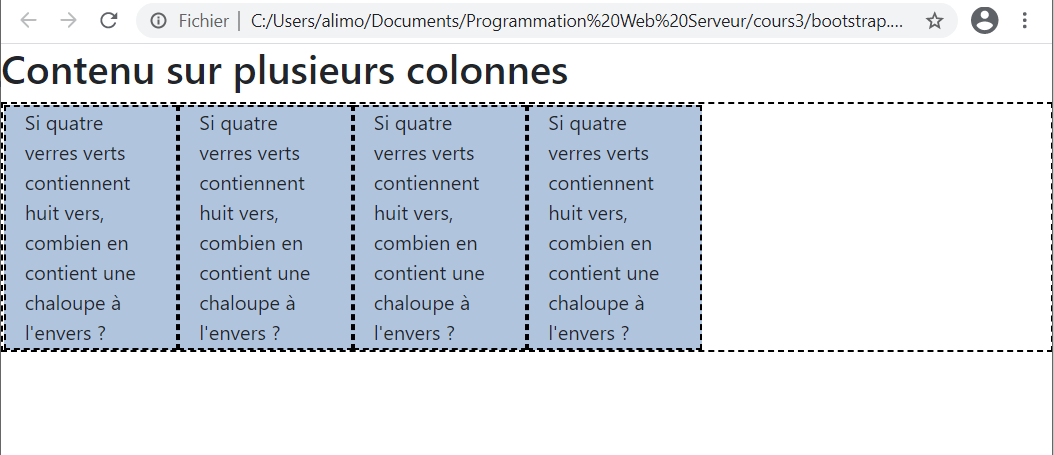 Fichier | C:/Users/alimo/Documents/Programmation%20Web%20Serveur/cours3/bootstrap....
Contenu sur plusieurs colonnes
Si quatre
verres verts
contiennent
huit vers,
combien en
contient une
chaloupe à
l'envers ?
Si quatre
verres verts
contiennent
huit vers,
combien en
contient une
chaloupe à
l'envers ?
Si quatre
verres verts
contiennent
huit vers,
combien en
contient une
chaloupe à
l'envers ?
Si quatre
verres verts
contiennent
huit vers,
combien en
contient une
chaloupe à
l'envers ?